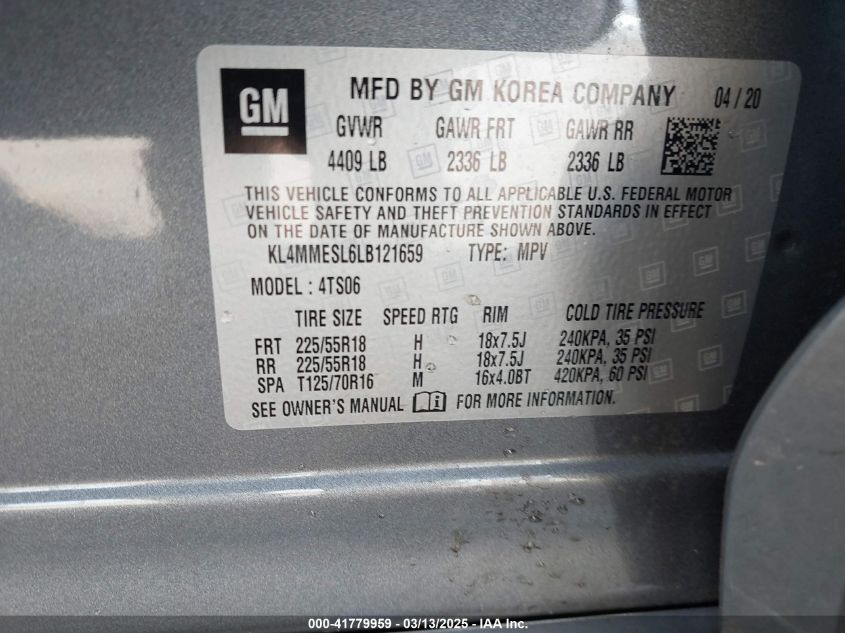 GM
MFD BY GM KOREA COMPANY 04 / 20
GVWR GAWR FRT GAWR RR
4409 LB 2336 LB 2336 LB
THIS VEHICLE CONFORMS TO ALL APPLICABLE U.S. FEDERAL MOTOR
VEHICLE SAFETY AND THEFT PREVENTION STANDARDS IN EFFECT
ON THE DATE OF MANUFACTURE SHOWN ABOVE.
KL4MMESL6LB121659 TYPE: MPV
MODEL : 4TS06
TIRE SIZE SPEED RTG RIM COLD TIRE PRESSURE
FRT 225/55R18 H 18x7.5J 240KPA, 35 PSI
RR 225/55R18 H 18x7.5J 240KPA, 35 PSI
SPA T125/70R16 M 16x4.0BT 420KPA, 60 PSI
SEE OWNER'S MANUAL FOR MORE INFORMATION.
000-41779959 - 03/13/2025 - IAA Inc.